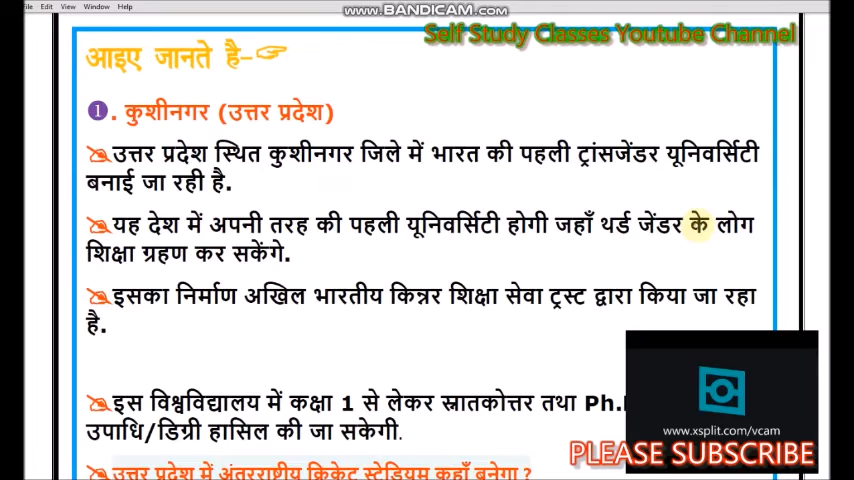 www.BANDICAM.com
File Edit View Window Help
Self Study Classes Youtube Channel
आइए जानते है-
1. कुशीनगर (उत्तर प्रदेश)
उत्तर प्रदेश स्थित कुशीनगर जिले में भारत की पहली ट्रांसजेंडर यूनिवर्सिटी
बनाई जा रही है.
यह देश में अपनी तरह की पहली यूनिवर्सिटी होगी जहाँ थर्ड जेंडर के लोग
शिक्षा ग्रहण कर सकेंगे.
इसका निर्माण अखिल भारतीय किन्नर शिक्षा सेवा ट्रस्ट द्वारा किया जा रहा
है.
इस विश्वविद्यालय में कक्षा 1 से लेकर स्नातकोत्तर तथा
उपाधि/डिग्री हासिल की जा सकेगी.
www.xsplit.com/vcam
PLEASE SUBSCRIBE
उत्तर प्रदेश में अंतरराष्ट्रीय क्रिकेट स्टेडियम कहाँ बनेगा ?